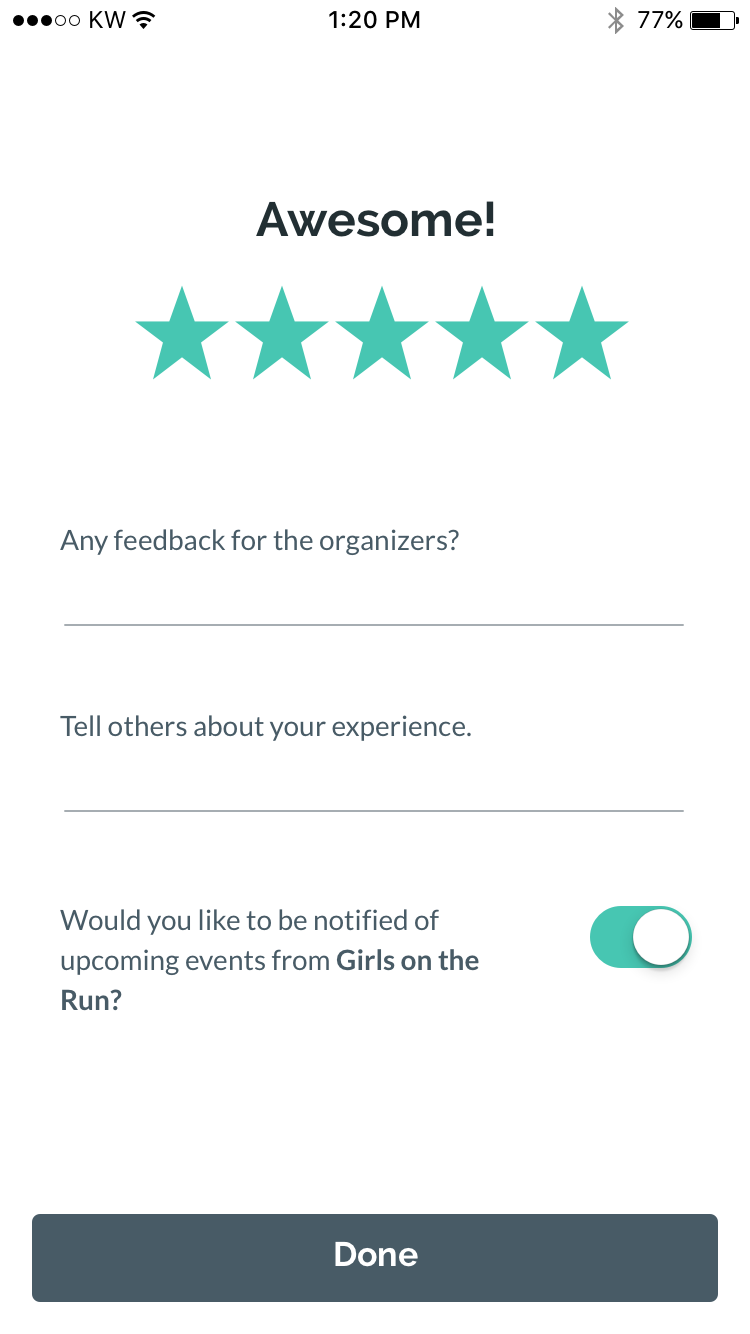 KW 1:20 PM 77%
Awesome!
Any feedback for the organizers?
Tell others about your experience.
Would you like to be notified of
upcoming events from Girls on the
Run?
Done